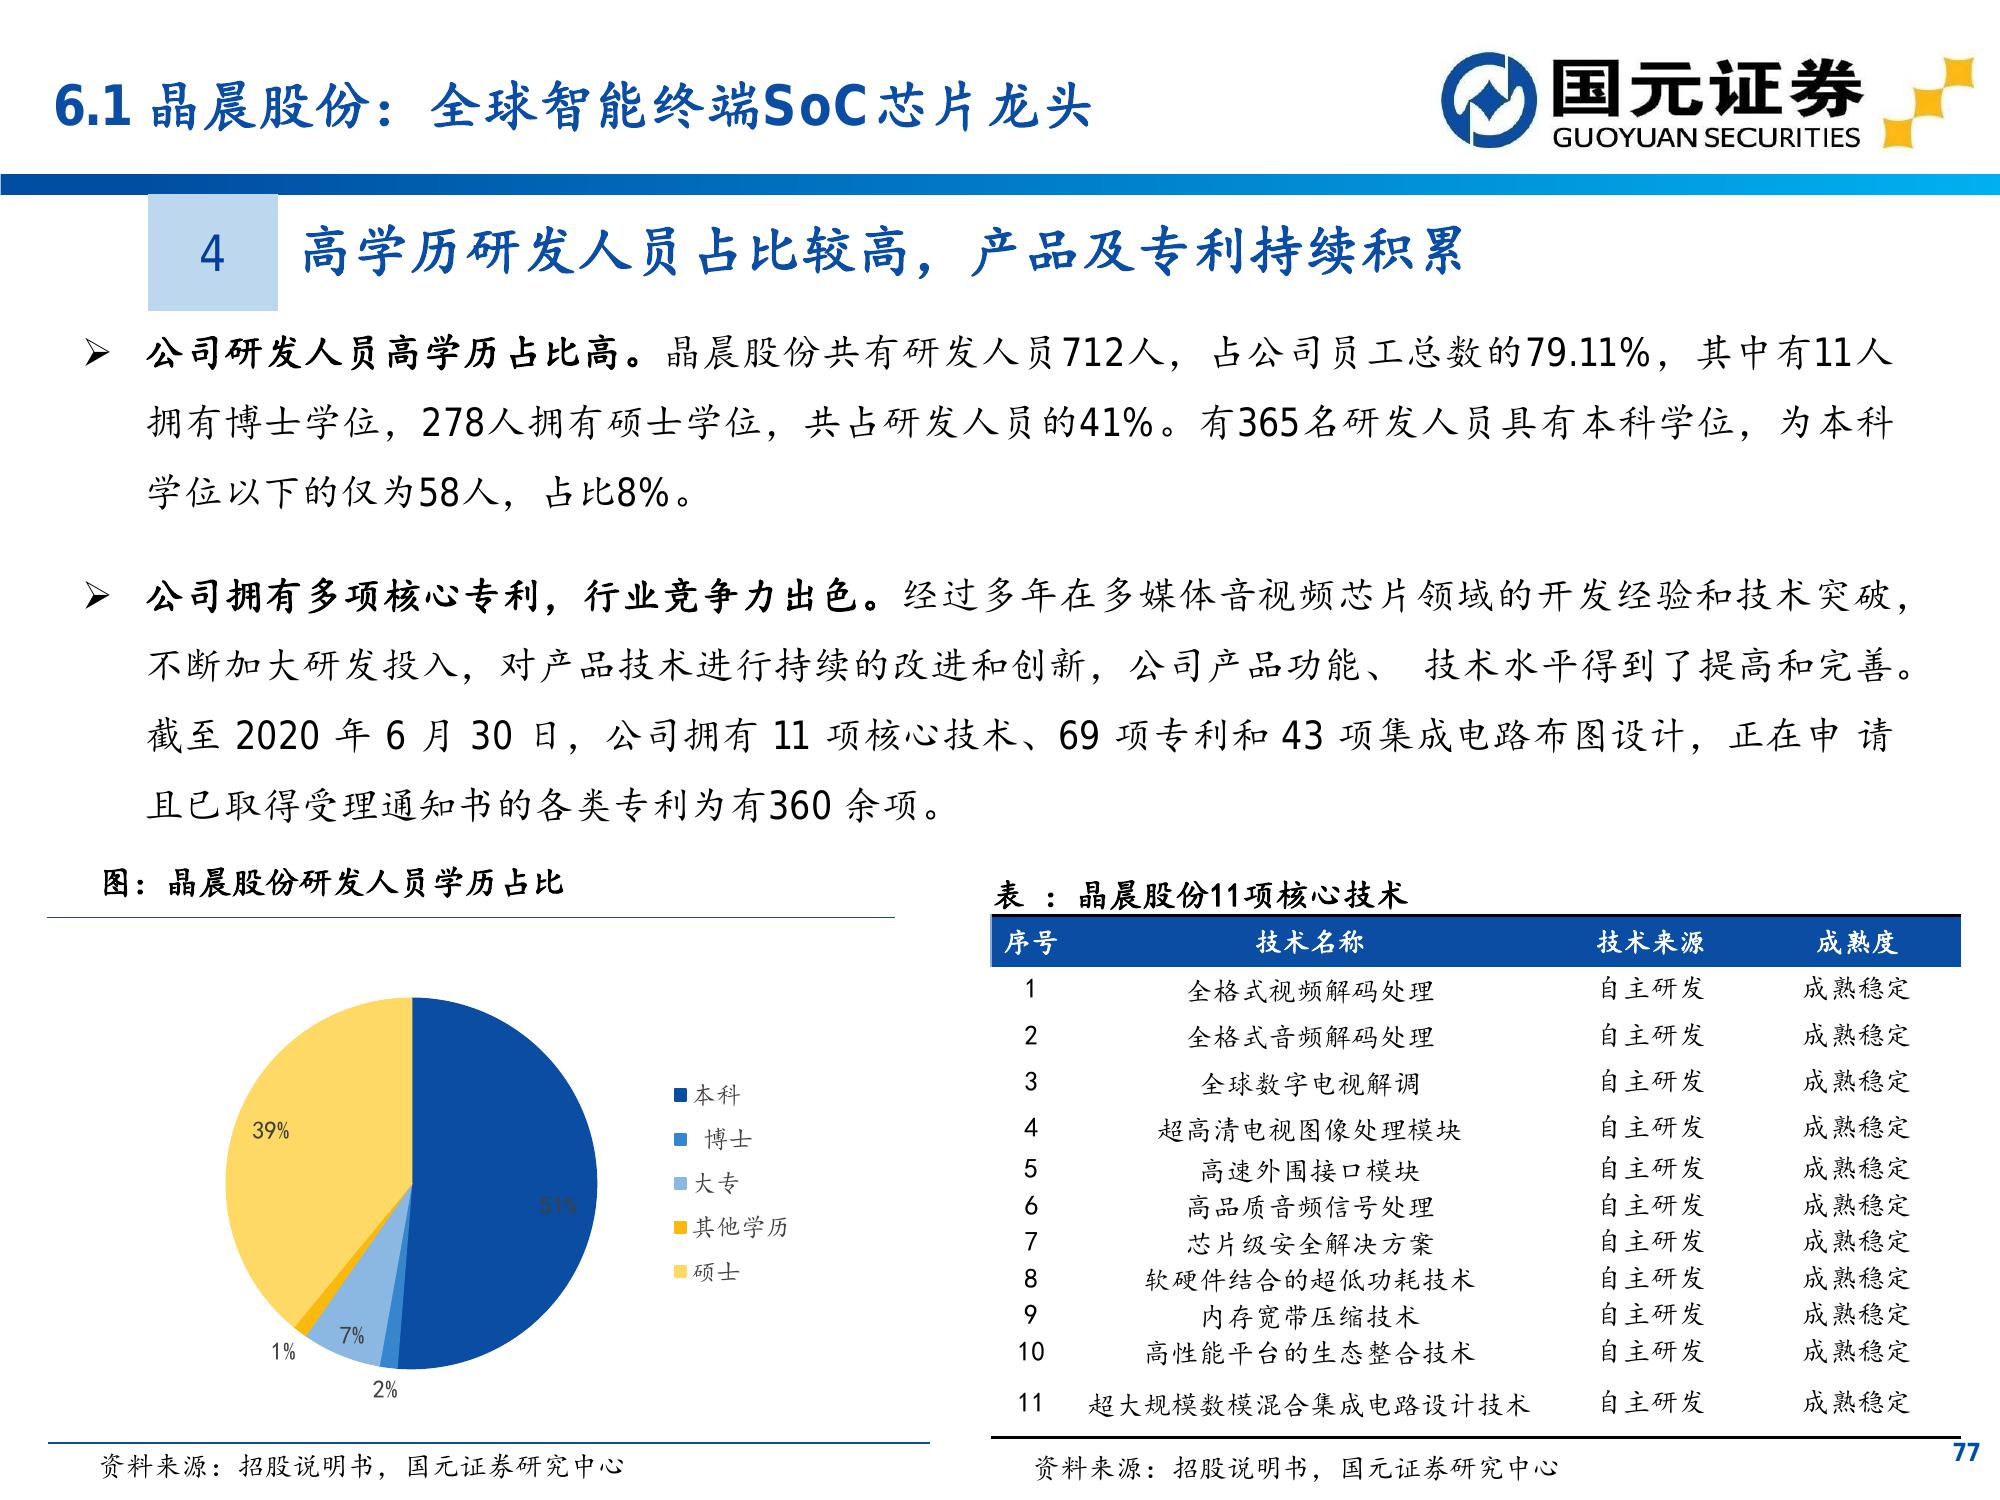 6.1 晶晨股份：全球智能终端SoC芯片龙头
国元证券
GUOYUAN SECURITIES
4
高学历研发人员占比较高，产品及专利持续积累
➢ 公司研发人员高学历占比高。晶晨股份共有研发人员712人，占公司员工总数的79.11%，其中有11人
拥有博士学位，278人拥有硕士学位，共占研发人员的41%。有365名研发人员具有本科学位，为本科
学位以下的仅为58人，占比8%。
➢ 公司拥有多项核心专利，行业竞争力出色。经过多年在多媒体音视频芯片领域的开发经验和技术突破，
不断加大研发投入，对产品技术进行持续的改进和创新，公司产品功能、 技术水平得到了提高和完善。
截至 2020 年 6 月 30 日，公司拥有 11 项核心技术、69 项专利和 43 项集成电路布图设计，正在申 请
且已取得受理通知书的各类专利为有360 余项。
图：晶晨股份研发人员学历占比
39%
51%
7%
1%
2%
本科
博士
大专
其他学历
硕士
资料来源：招股说明书，国元证券研究中心
表 ：晶晨股份11项核心技术
序号 技术名称 技术来源 成熟度
1 全格式视频解码处理 自主研发 成熟稳定
2 全格式音频解码处理 自主研发 成熟稳定
3 全球数字电视解调 自主研发 成熟稳定
4 超高清电视图像处理模块 自主研发 成熟稳定
5 高速外围接口模块 自主研发 成熟稳定
6 高品质音频信号处理 自主研发 成熟稳定
7 芯片级安全解决方案 自主研发 成熟稳定
8 软硬件结合的超低功耗技术 自主研发 成熟稳定
9 内存宽带压缩技术 自主研发 成熟稳定
10 高性能平台的生态整合技术 自主研发 成熟稳定
11 超大规模数模混合集成电路设计技术 自主研发 成熟稳定
资料来源：招股说明书，国元证券研究中心
77